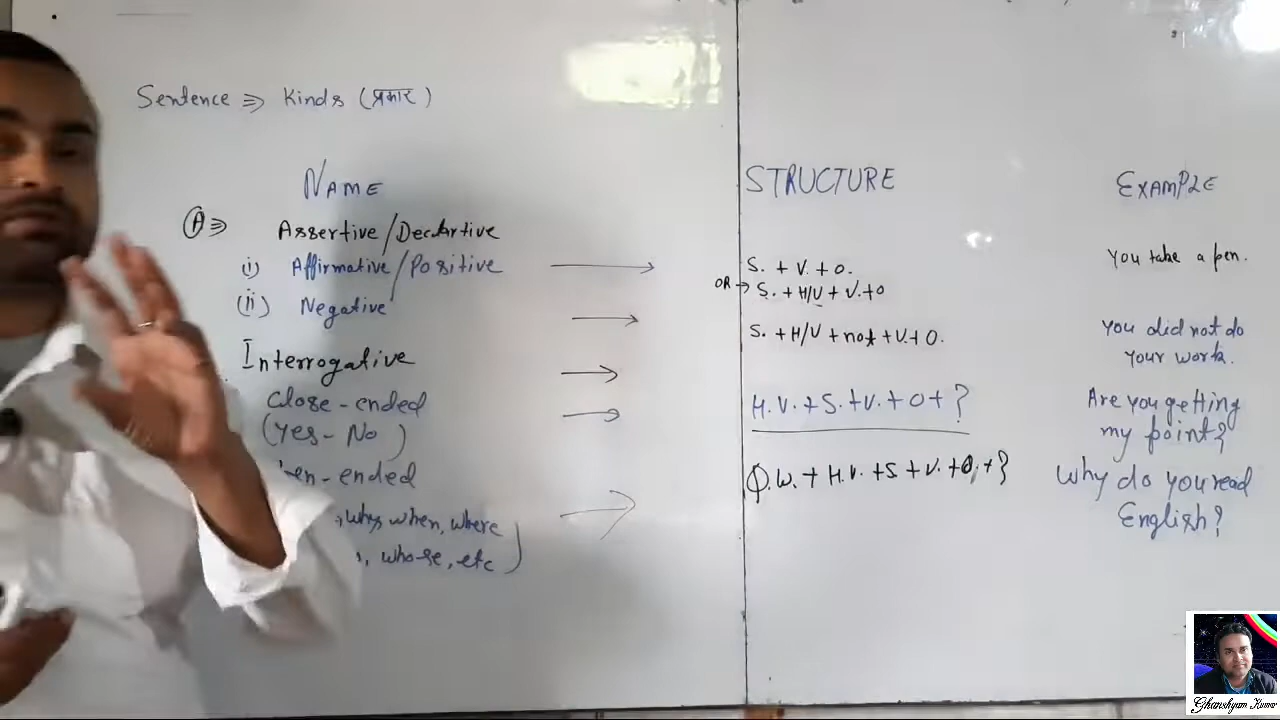 Sentence ⇒ Kinds (प्रकार)
NAME STRUCTURE EXAMPLE
(A) ⇒ Assertive/Declartive
(i) Affirmative/Positive → S. + V. + O. You take a pen.
OR → S. + H/V + V. + O
(ii) Negative → S. + H/V + not + V. + O. You did not do
your work.
Interrogative →
Close-ended → H.V. + S. + V. + O + ? Are you getting
(Yes-No) my point?
en-ended Q.W. + H.V. + S + V. + O. + ? Why do you read
, why, when, where → English?
, whose, etc)
Ghanshyam Kumar